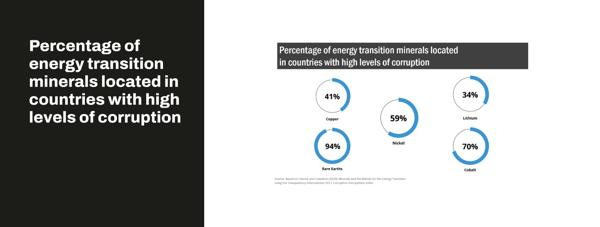 Percentage of
energy transition
minerals located in
countries with high
levels of corruption
Percentage of energy transition minerals located
in countries with high levels of corruption
41%
Copper
34%
Lithium
59%
Nickel
94%
Rare Earths
70%
Cobalt